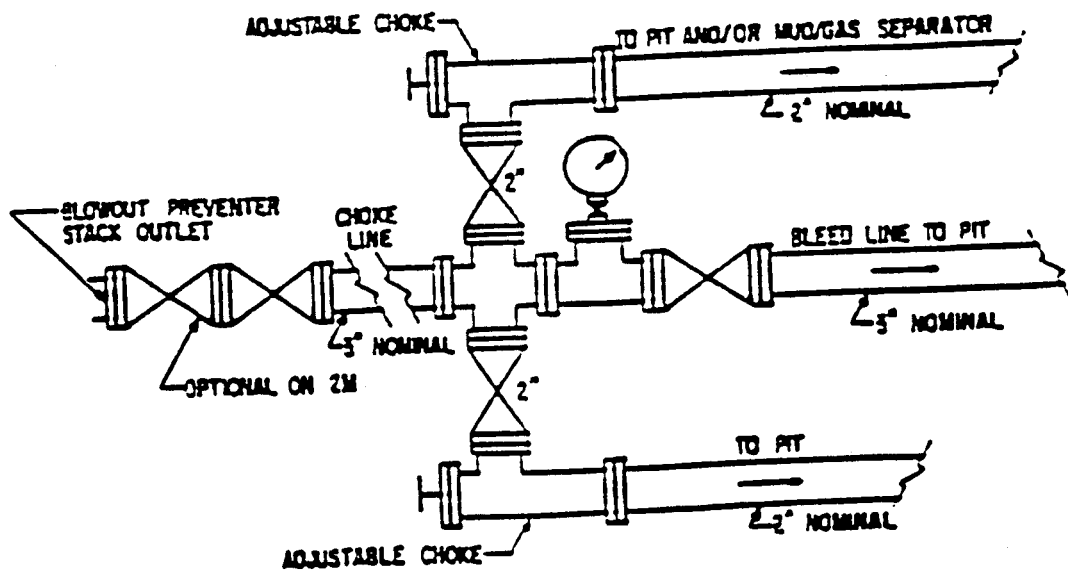 ADJUSTABLE CHOKE
TO PIT AND/OR MUD/GAS SEPARATOR
2" NOMINAL
2"
BLOWOUT PREVENTER
STACK OUTLET
CHOKE
LINE
BLEED LINE TO PIT
3" NOMINAL
3" NOMINAL
OPTIONAL ON 2M
2"
TO PIT
2" NOMINAL
ADJUSTABLE CHOKE